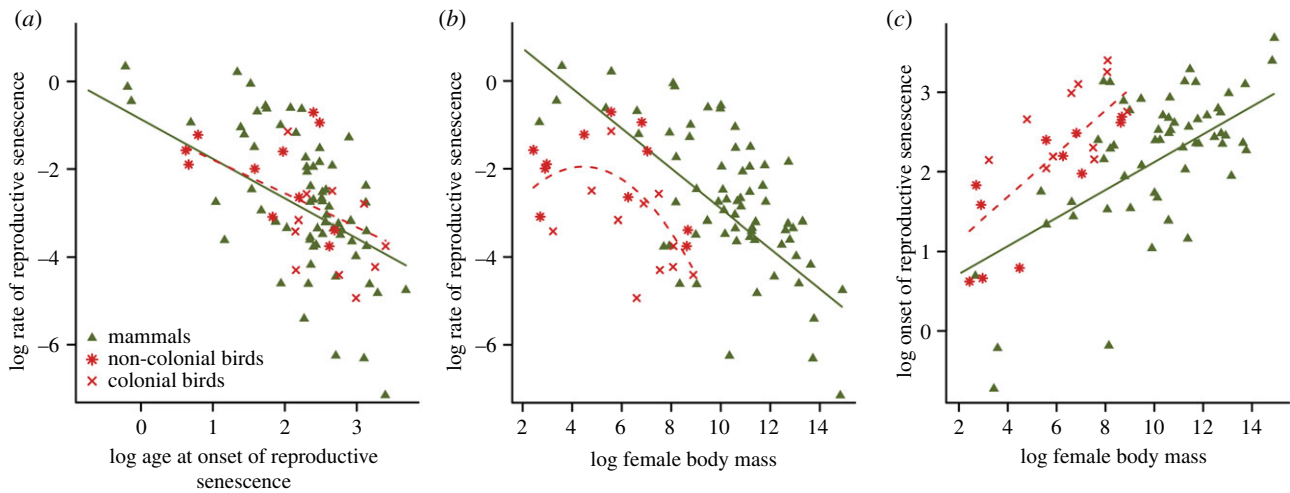 (a)
log rate of reproductive senescence
0
–2
–4
–6
mammals
non-colonial birds
colonial birds
0 1 2 3
log age at onset of reproductive
senescence
(b)
log rate of reproductive senescence
0
–2
–4
–6
2 4 6 8 10 12 14
log female body mass
(c)
log onset of reproductive senescence
3
2
1
0
2 4 6 8 10 12 14
log female body mass